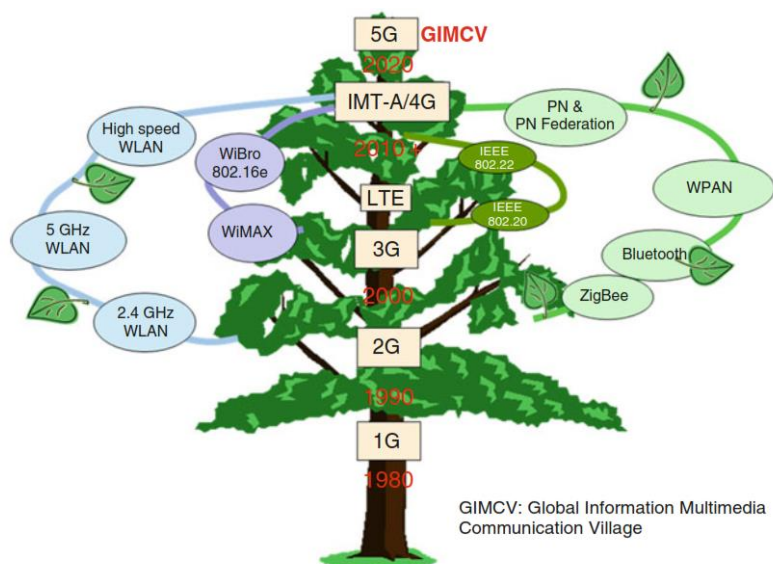 5G GIMCV
2020
IMT-A/4G
2010 +
LTE
3G
2000
2G
1990
1G
1980
High speed
WLAN
5 GHz
WLAN
2.4 GHz
WLAN
WiBro
802.16e
WiMAX
IEEE
802.22
IEEE
802.20
PN &
PN Federation
WPAN
Bluetooth
ZigBee
GIMCV: Global Information Multimedia
Communication Village